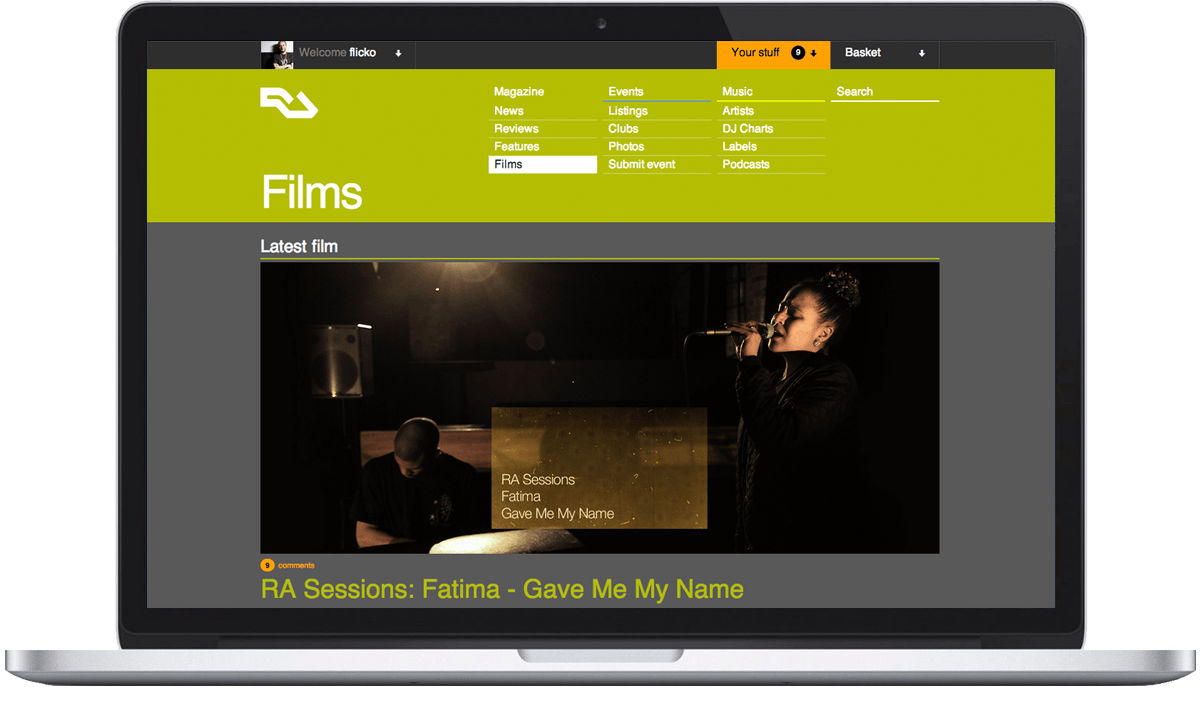 Welcome flicko
Your stuff 9
Basket
Magazine
News
Reviews
Features
Films
Events
Listings
Clubs
Photos
Submit event
Music
Artists
DJ Charts
Labels
Podcasts
Search
Films
Latest film
RA Sessions
Fatima
Gave Me My Name
9 comments
RA Sessions: Fatima - Gave Me My Name